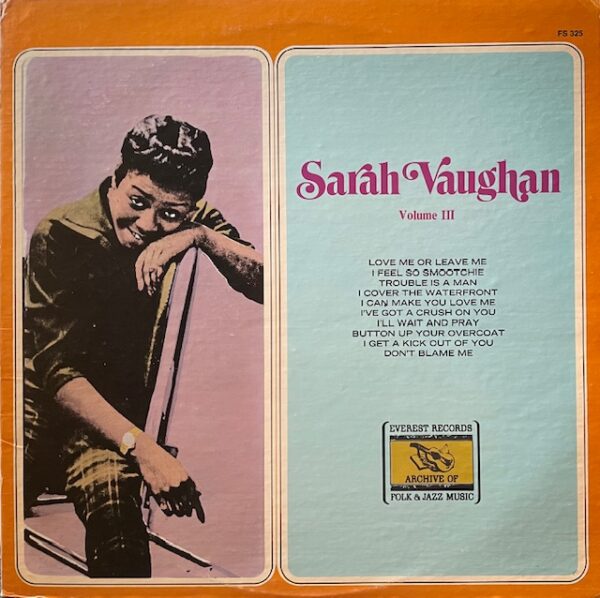 FS 325
Sarah Vaughan
Volume III
LOVE ME OR LEAVE ME
I FEEL SO SMOOTCHIE
TROUBLE IS A MAN
I COVER THE WATERFRONT
I CAN MAKE YOU LOVE ME
I'VE GOT A CRUSH ON YOU
I'LL WAIT AND PRAY
BUTTON UP YOUR OVERCOAT
I GET A KICK OUT OF YOU
DON'T BLAME ME
EVEREST RECORDS
ARCHIVE OF
FOLK & JAZZ MUSIC